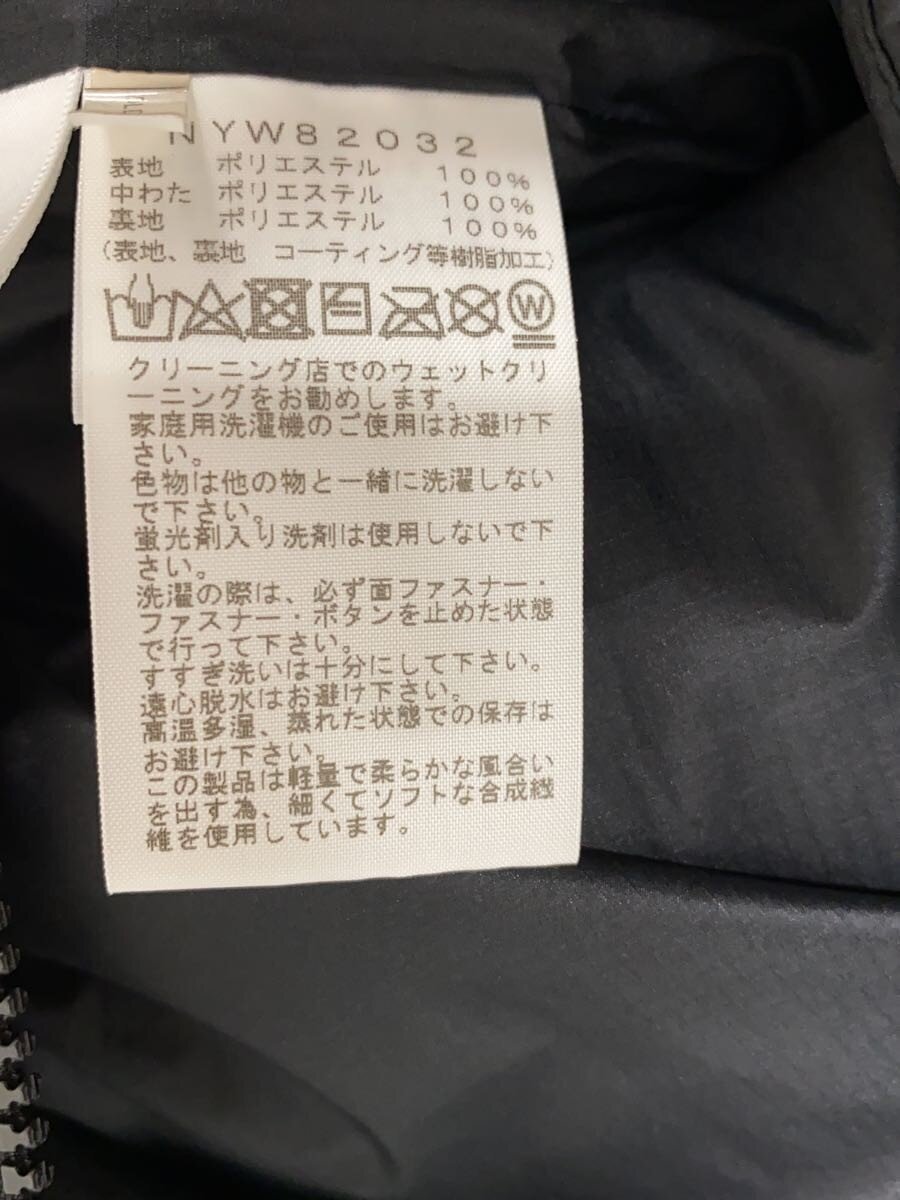 NYW82032
表地 ポリエステル 100%
中わた ポリエステル 100%
裏地 ポリエステル 100%
(表地、裏地 コーティング等樹脂加工)
W
クリーニング店でのウェットクリ
ーニングをお勧めします。
家庭用洗濯機のご使用はお避け下
さい。
色物は他の物と一緒に洗濯しない
で下さい。
蛍光剤入り洗剤は使用しないで下
さい。
洗濯の際は、必ず面ファスナー・
ファスナー・ボタンを止めた状態
で行って下さい。
すすぎ洗いは十分にして下さい。
遠心脱水はお避け下さい。
高温多湿、蒸れた状態での保存は
お避け下さい。
この製品は軽量で柔らかな風合い
を出す為、細くてソフトな合成繊
維を使用しています。